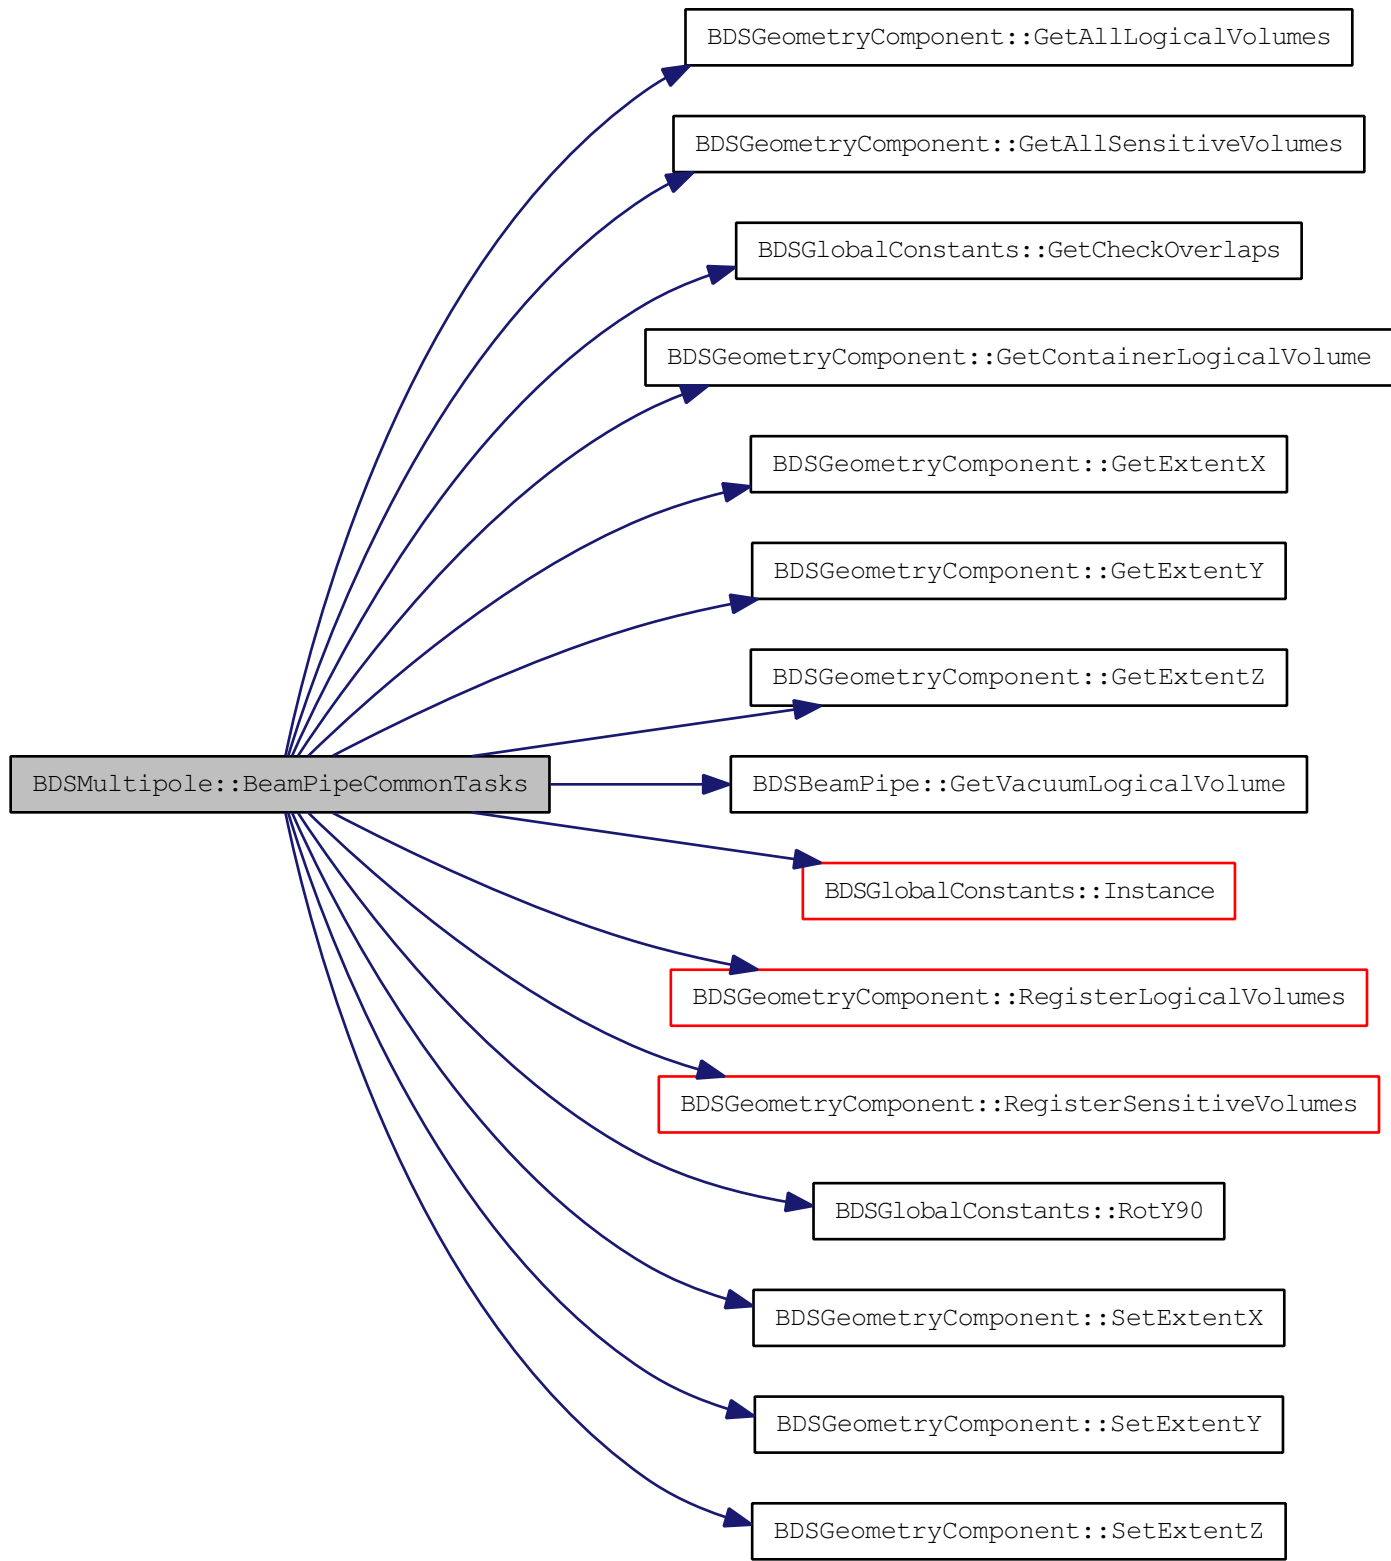 BDSGeometryComponent::GetAllLogicalVolumes
BDSGeometryComponent::GetAllSensitiveVolumes
BDSGlobalConstants::GetCheckOverlaps
BDSGeometryComponent::GetContainerLogicalVolume
BDSGeometryComponent::GetExtentX
BDSGeometryComponent::GetExtentY
BDSGeometryComponent::GetExtentZ
BDSMultipole::BeamPipeCommonTasks
BDSBeamPipe::GetVacuumLogicalVolume
BDSGlobalConstants::Instance
BDSGeometryComponent::RegisterLogicalVolumes
BDSGeometryComponent::RegisterSensitiveVolumes
BDSGlobalConstants::RotY90
BDSGeometryComponent::SetExtentX
BDSGeometryComponent::SetExtentY
BDSGeometryComponent::SetExtentZ